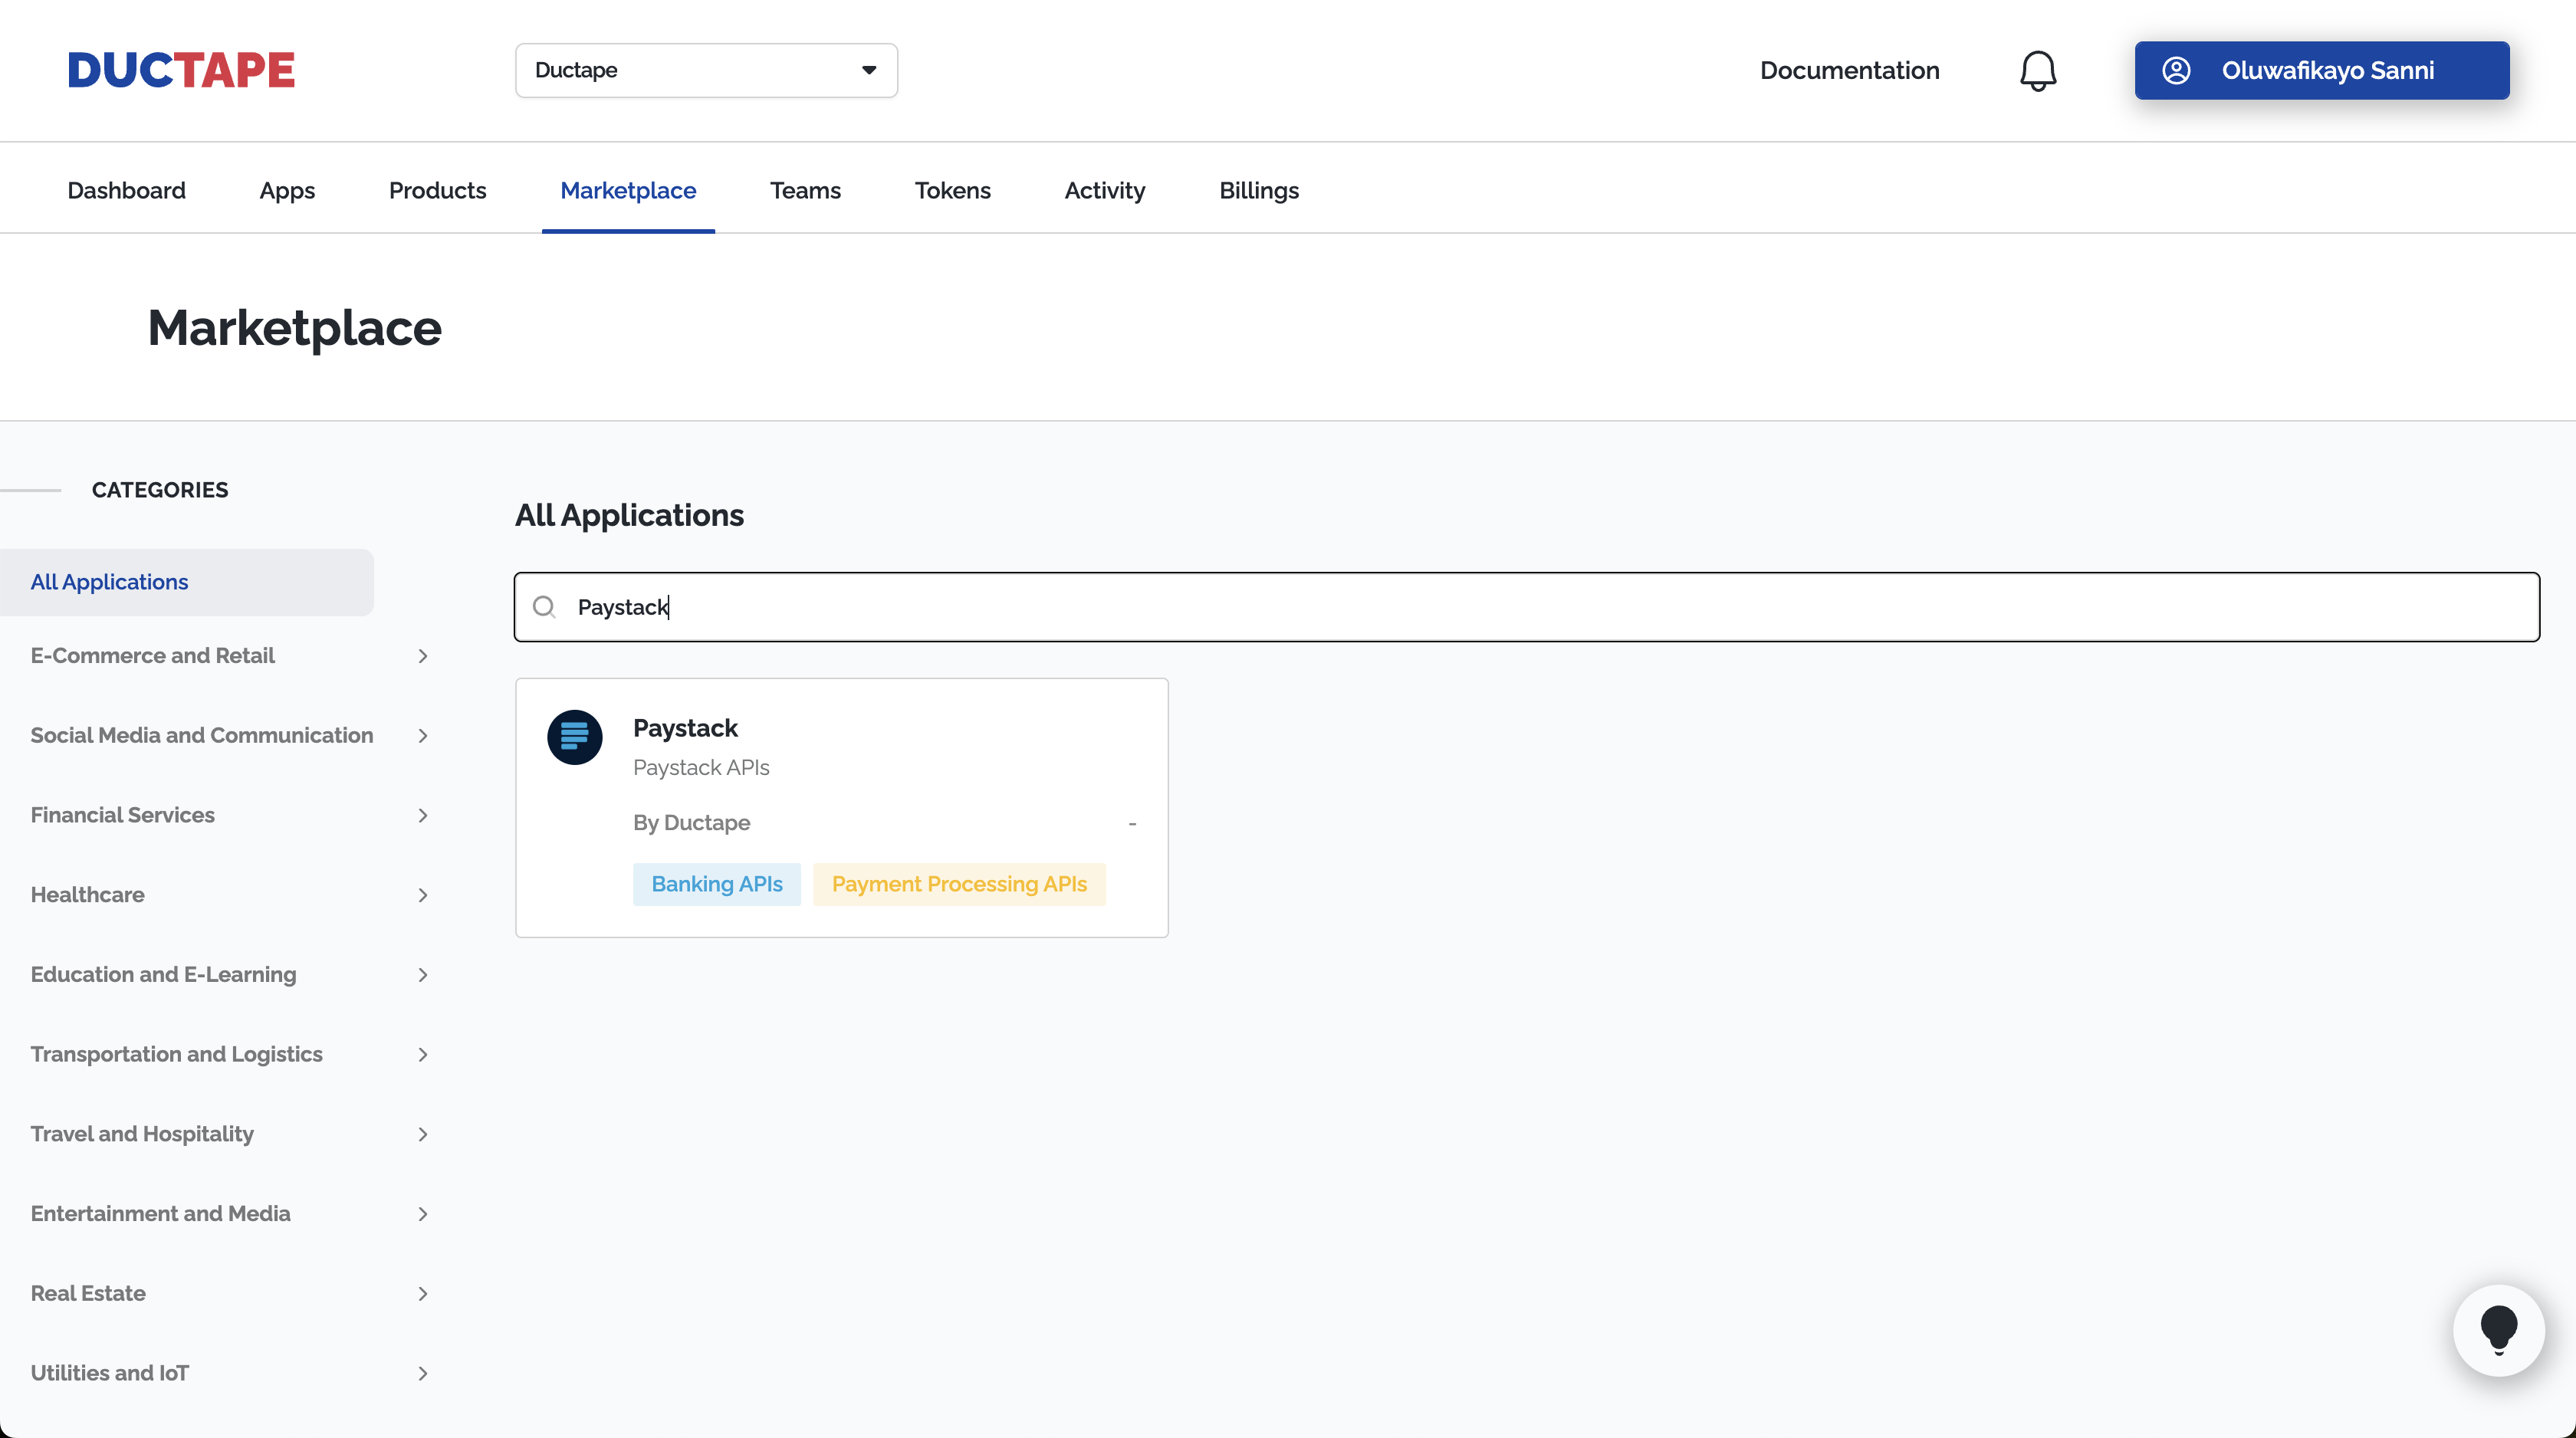 DUCTAPE
Ductape
Documentation
Oluwafikayo Sanni
Dashboard
Apps
Products
Marketplace
Teams
Tokens
Activity
Billings
Marketplace
CATEGORIES
All Applications
E-Commerce and Retail
Social Media and Communication
Financial Services
Healthcare
Education and E-Learning
Transportation and Logistics
Travel and Hospitality
Entertainment and Media
Real Estate
Utilities and IoT
All Applications
Paystack
Paystack
Paystack APIs
By Ductape -
Banking APIs
Payment Processing APIs